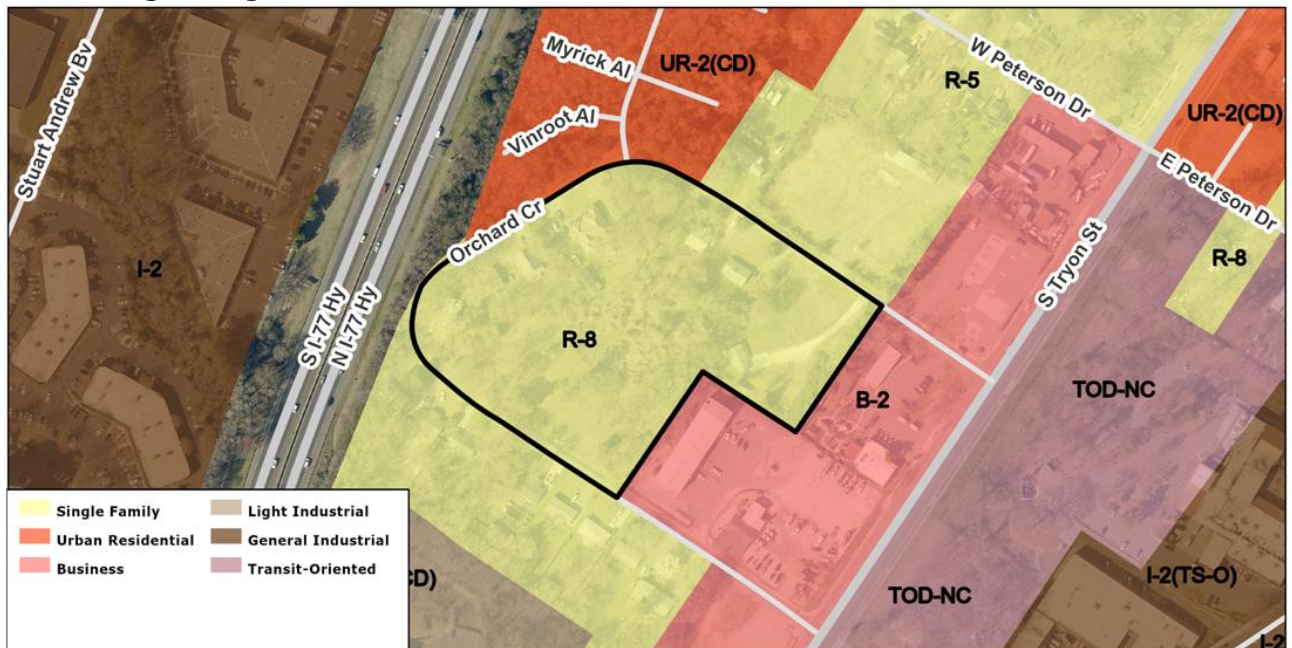 Stuart Andrew Bv
I-2
S I-77 Hy
N I-77 Hy
Myrick Al
Vinroot Al
UR-2(CD)
Orchard Cr
R-5
W Peterson Dr
UR-2(CD)
E Peterson Dr
R-8
S Tryon St
R-8
B-2
TOD-NC
TOD-NC
I-2(TS-O)
I-2
CD)
Single Family
Urban Residential
Business
Light Industrial
General Industrial
Transit-Oriented